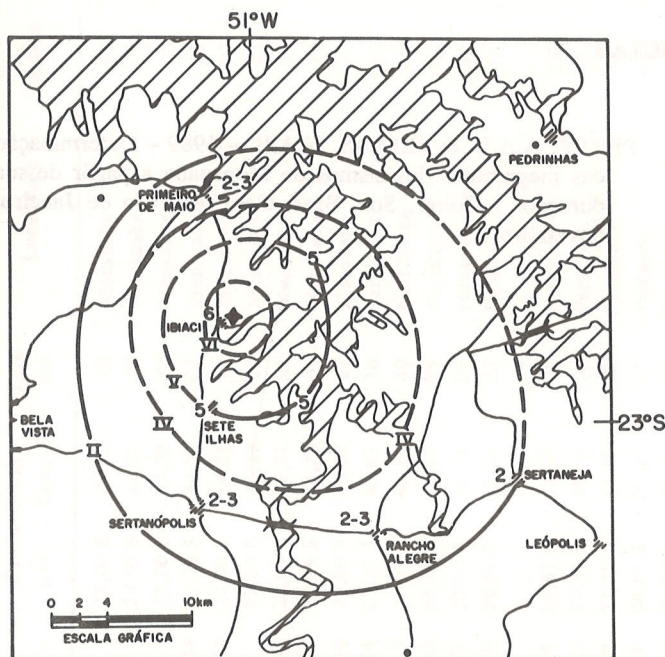 51°W
PEDRINHAS
PRIMEIRO
DE MAIO
2-3
5
6
IBIACI
VI
V
5
5
SETE
ILHAS
IV
IV
BELA
VISTA
23°S
II
2
SERTANEJA
2-3
SERTANÓPOLIS
2-3
RANCHO
ALEGRE
LEÓPOLIS
0 2 4 10km
ESCALA GRÁFICA